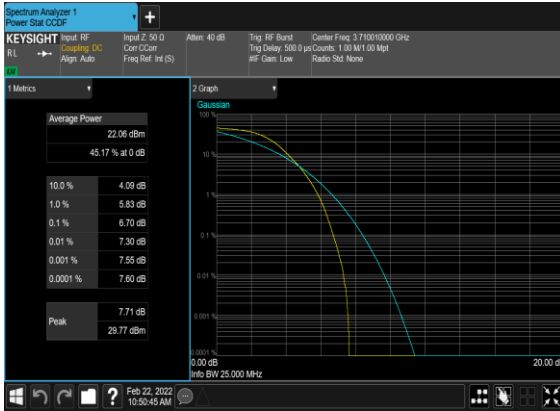 Spectrum Analyzer 1
Power Stat CCDF
+
KEYSIGHT Input: RF Input Z: 50 Ω Atten: 40 dB Trig: RF Burst Center Freq: 3.710010000 GHz
RL Coupling: DC Corr CCorr Trig Delay: 500.0 µs Counts: 1.00 M/1.00 Mpt
Align: Auto Freq Ref: Int (S) #IF Gain: Low Radio Std: None
1 Metrics
2 Graph
Gaussian
Average Power
22.06 dBm
45.17 % at 0 dB
10.0 % 4.09 dB
1.0 % 5.83 dB
0.1 % 6.70 dB
0.01 % 7.30 dB
0.001 % 7.55 dB
0.0001 % 7.60 dB
Peak 7.71 dB
29.77 dBm
100 %
10 %
1 %
0.1 %
0.01 %
0.001 %
0.0001 %
0.00 dB 20.00 d
Info BW 25.000 MHz
? Feb 22, 2022
10:50:45 AM